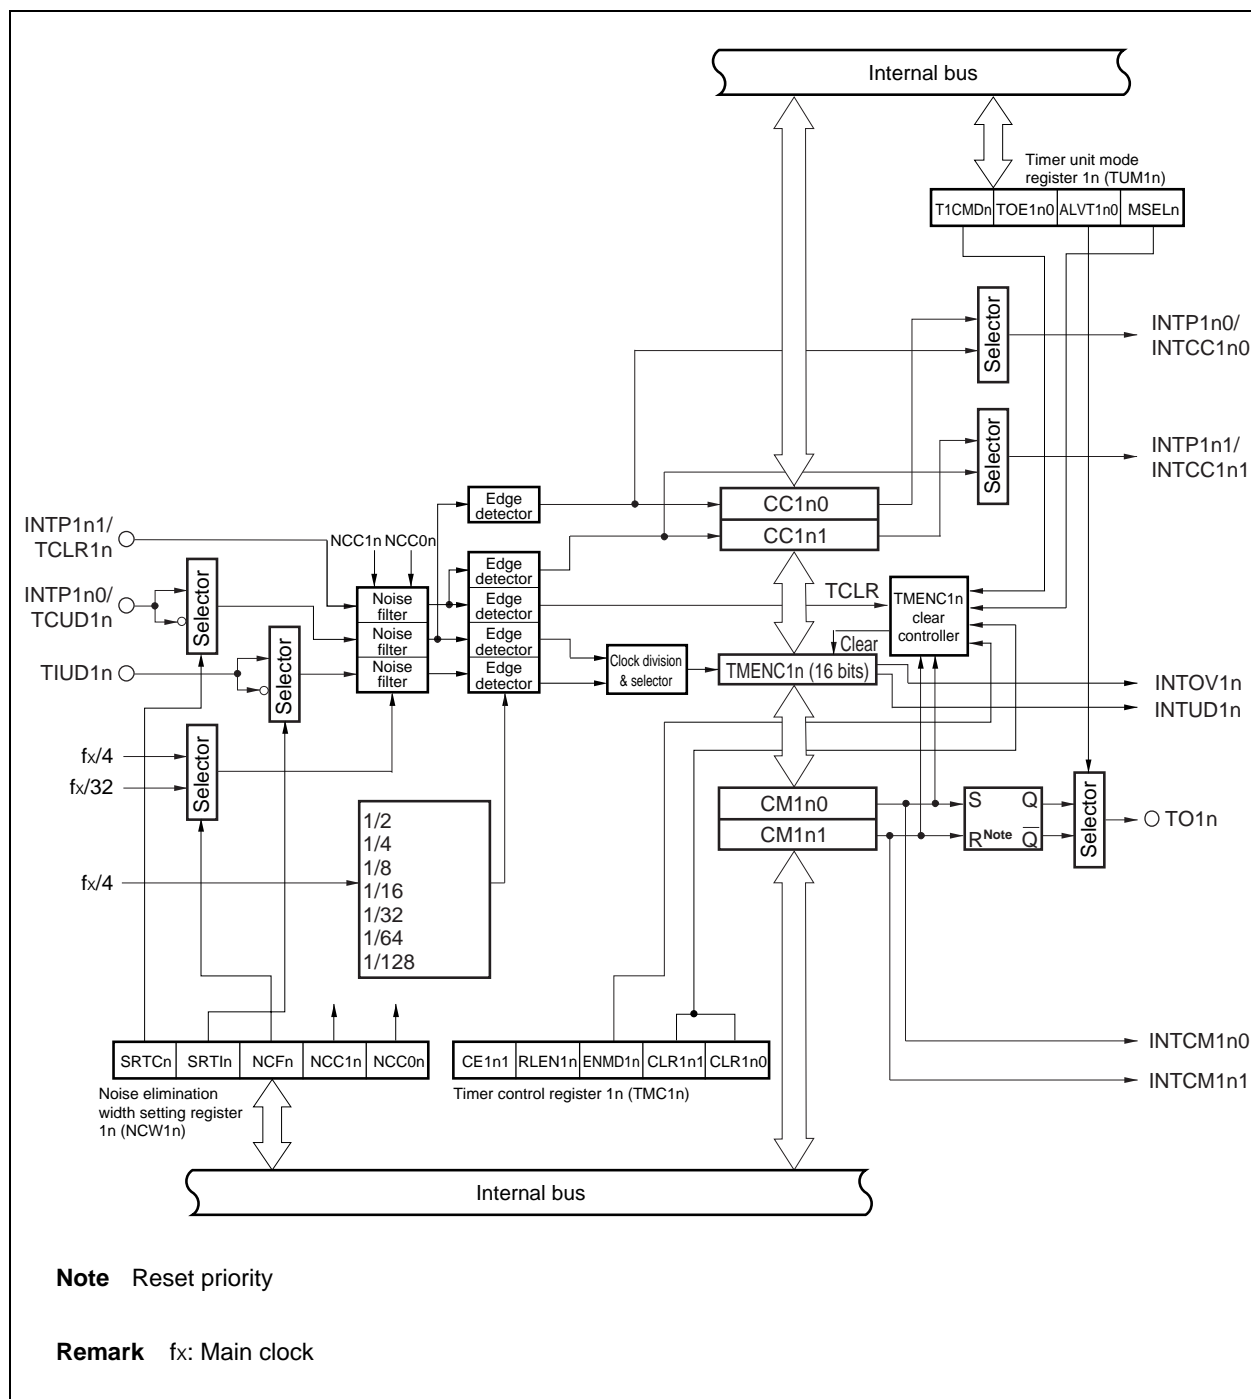 Internal bus
Timer unit mode
register 1n (TUM1n)
T1CMDn TOE1n0 ALVT1n0 MSELn
Selector
INTP1n0/
INTCC1n0
Selector
INTP1n1/
INTCC1n1
Edge
detector
CC1n0
CC1n1
INTP1n1/
TCLR1n
NCC1n NCC0n
INTP1n0/
TCUD1n
Selector
TIUD1n
Selector
Noise
filter
Noise
filter
Noise
filter
Edge
detector
Edge
detector
Edge
detector
Edge
detector
TCLR
TMENC1n
clear
controller
Clear
Clock division
& selector
TMENC1n (16 bits)
INTOV1n
INTUD1n
fX/4
fX/32
Selector
CM1n0
CM1n1
S Q
R Note Q̅
Selector
TO1n
fX/4
1/2
1/4
1/8
1/16
1/32
1/64
1/128
INTCM1n0
INTCM1n1
SRTCn SRTIn NCFn NCC1n NCC0n
Noise elimination
width setting register
1n (NCW1n)
CE1n1 RLEN1n ENMD1n CLR1n1 CLR1n0
Timer control register 1n (TMC1n)
Internal bus
Note Reset priority
Remark fX: Main clock